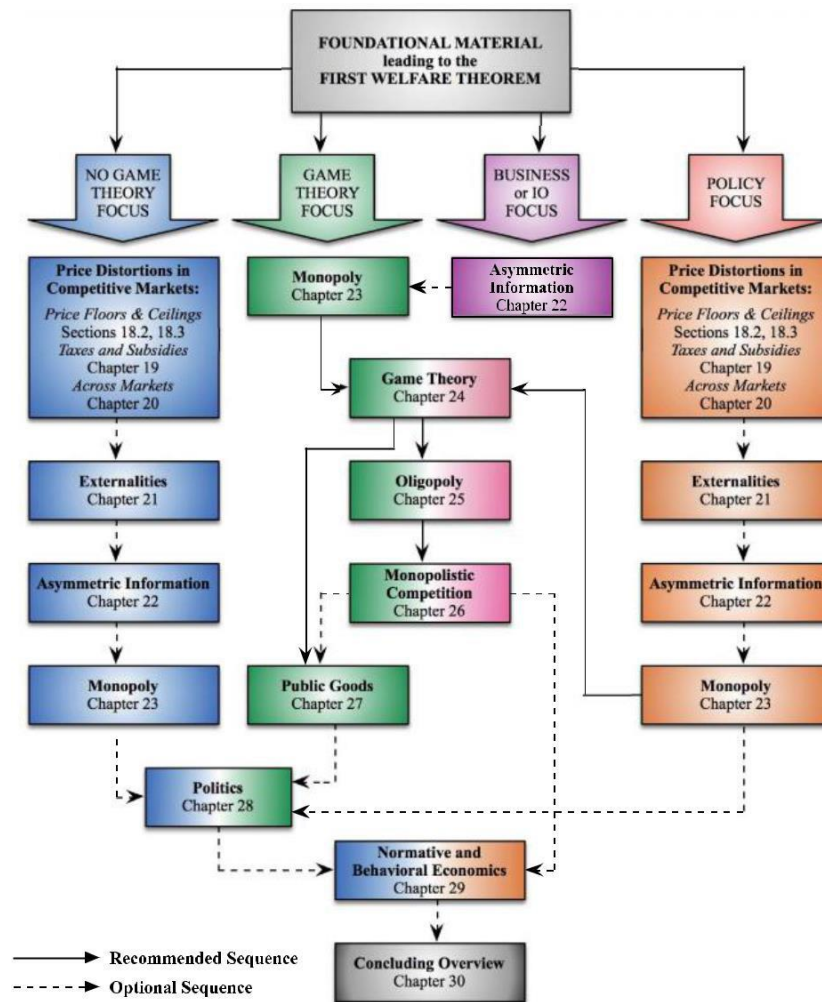 FOUNDATIONAL MATERIAL
leading to the
FIRST WELFARE THEOREM
NO GAME
THEORY
FOCUS
GAME
THEORY
FOCUS
BUSINESS
or IO
FOCUS
POLICY
FOCUS
Price Distortions in
Competitive Markets:
Price Floors & Ceilings
Sections 18.2, 18.3
Taxes and Subsidies
Chapter 19
Across Markets
Chapter 20
Monopoly
Chapter 23
Asymmetric
Information
Chapter 22
Price Distortions in
Competitive Markets:
Price Floors & Ceilings
Sections 18.2, 18.3
Taxes and Subsidies
Chapter 19
Across Markets
Chapter 20
Game Theory
Chapter 24
Externalities
Chapter 21
Oligopoly
Chapter 25
Externalities
Chapter 21
Asymmetric Information
Chapter 22
Monopolistic
Competition
Chapter 26
Asymmetric Information
Chapter 22
Monopoly
Chapter 23
Public Goods
Chapter 27
Monopoly
Chapter 23
Politics
Chapter 28
Normative and
Behavioral Economics
Chapter 29
Recommended Sequence
Optional Sequence
Concluding Overview
Chapter 30